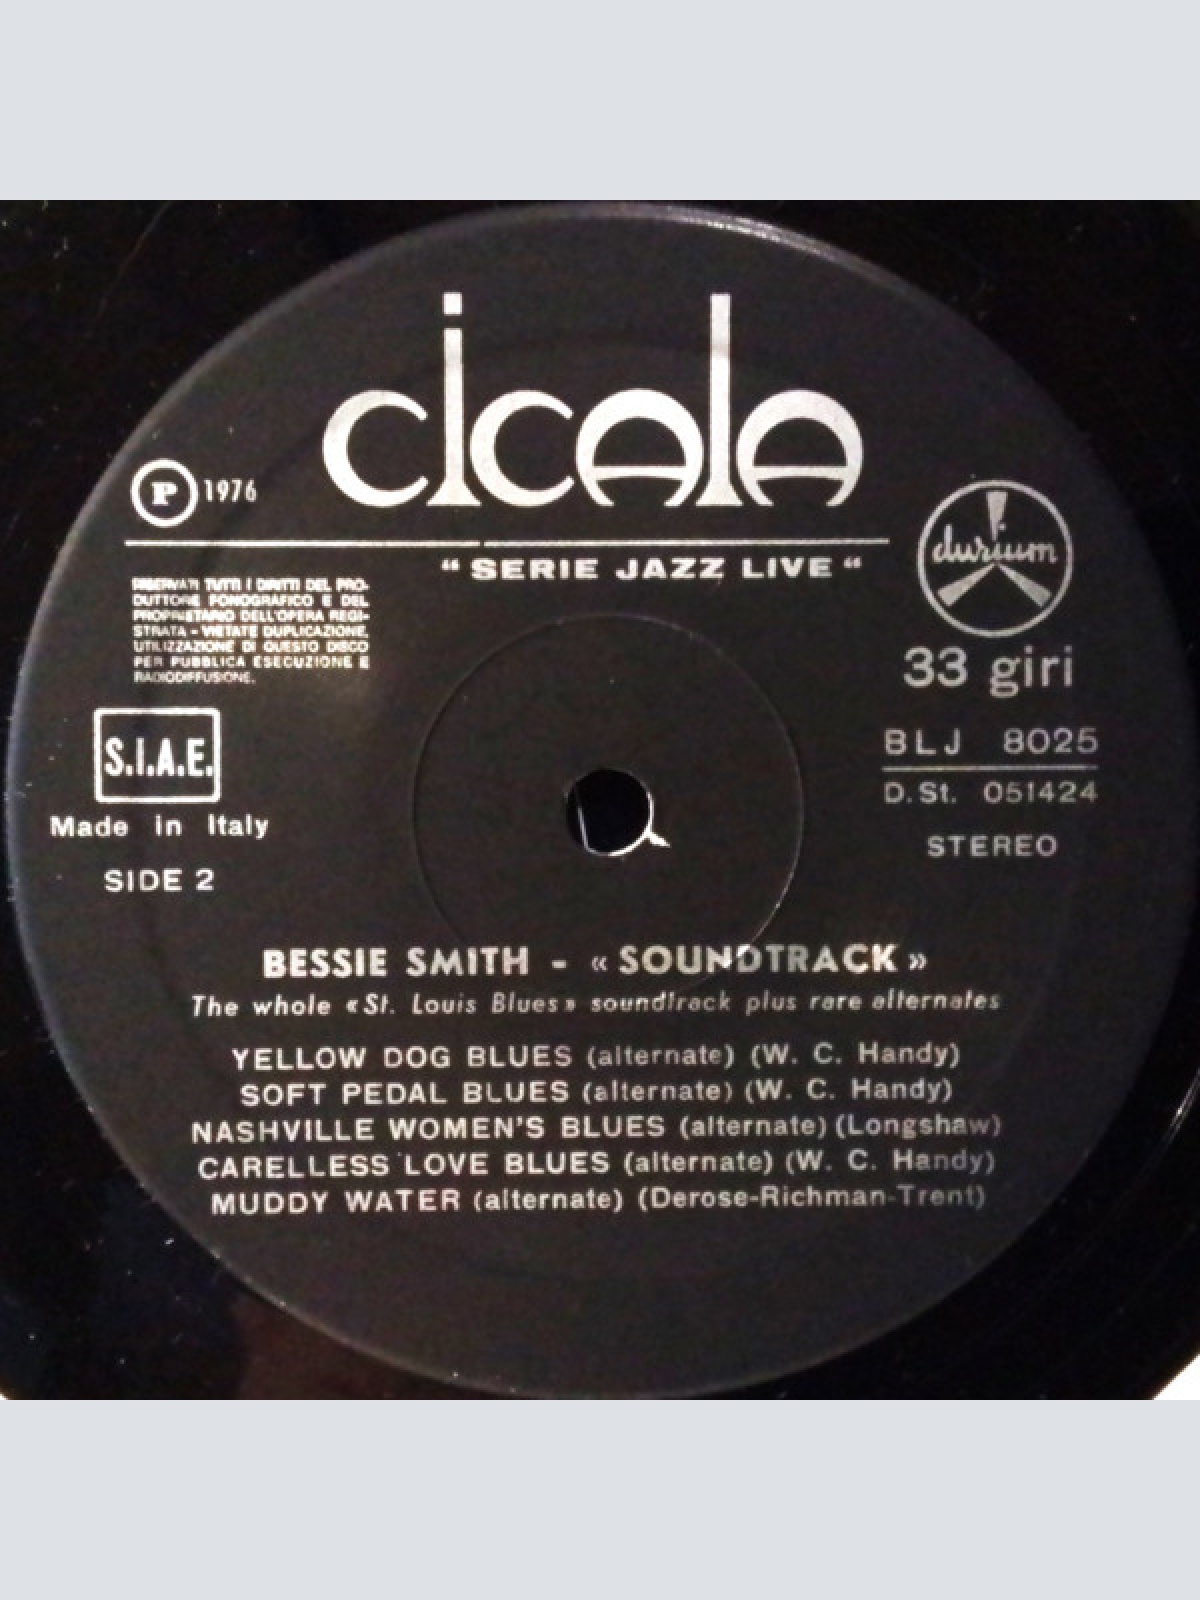 cicala
P 1976
"SERIE JAZZ LIVE"
durium
RISERVATI TUTTI I DIRITTI DEL PRO-
DUTTORE FONOGRAFICO E DEL
PROPRIETARIO DELL'OPERA REGI-
STRATA - VIETATE DUPLICAZIONE,
UTILIZZAZIONE DI QUESTO DISCO
PER PUBBLICA ESECUZIONE E
RADIODIFFUSIONE.
33 giri
S.I.A.E.
BLJ 8025
D.St. 051424
Made in Italy
STEREO
SIDE 2
BESSIE SMITH - «SOUNDTRACK»
The whole «St. Louis Blues» soundtrack plus rare alternates
YELLOW DOG BLUES (alternate) (W. C. Handy)
SOFT PEDAL BLUES (alternate) (W. C. Handy)
NASHVILLE WOMEN'S BLUES (alternate) (Longshaw)
CARELLESS LOVE BLUES (alternate) (W. C. Handy)
MUDDY WATER (alternate) (Derose-Richman-Trent)